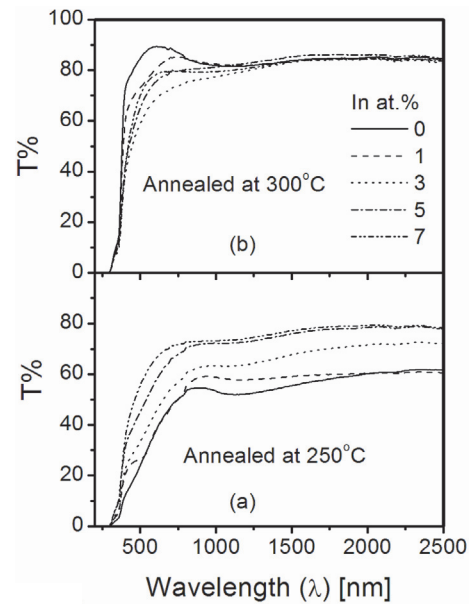 100
80
60
40
20
0
T%
In at.%
0
1
3
5
7
Annealed at 300°C
(b)
80
60
40
20
0
T%
Annealed at 250°C
(a)
500 1000 1500 2000 2500
Wavelength (λ) [nm]